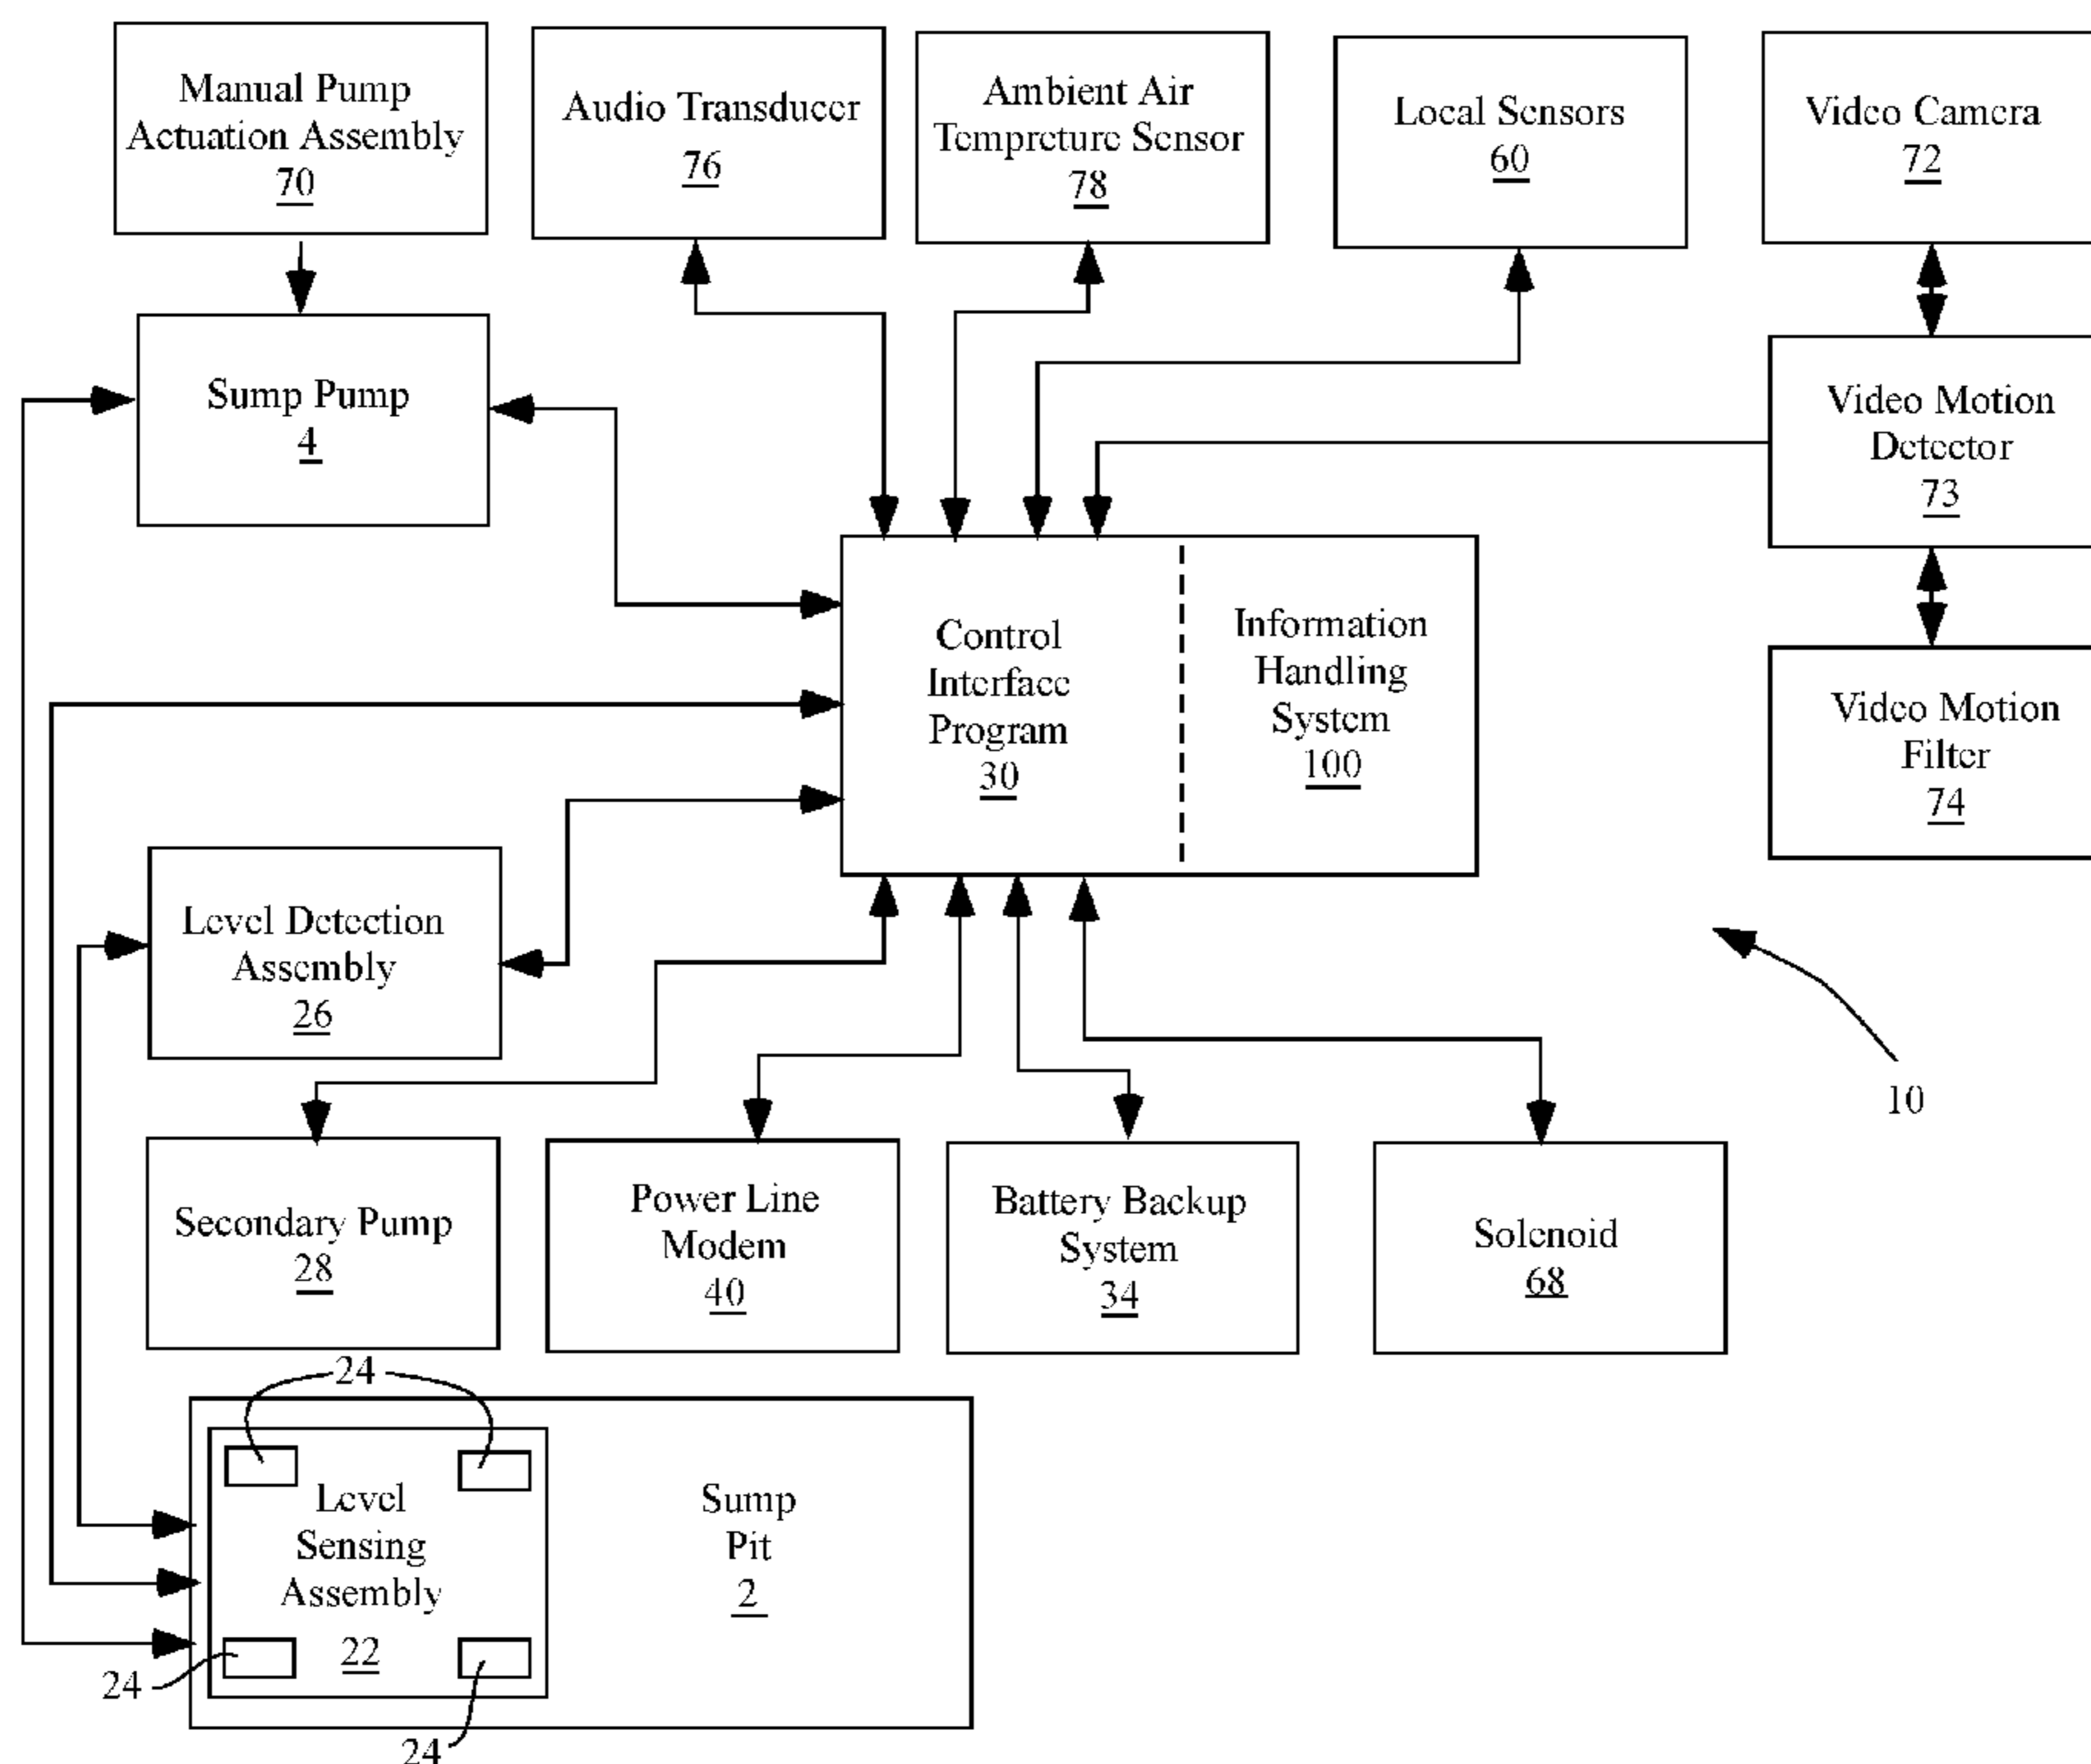 Manual Pump
Actuation Assembly
70
Audio Transducer
76
Ambient Air
Tempreture Sensor
78
Local Sensors
60
Video Camera
72
Sump Pump
4
Video Motion
Detector
73
Control
Interface
Program
30
Information
Handling
System
100
Video Motion
Filter
74
Level Detection
Assembly
26
10
Secondary Pump
28
Power Line
Modem
40
Battery Backup
System
34
Solenoid
68
24
Level
Sensing
Assembly
22
Sump
Pit
2
24
24